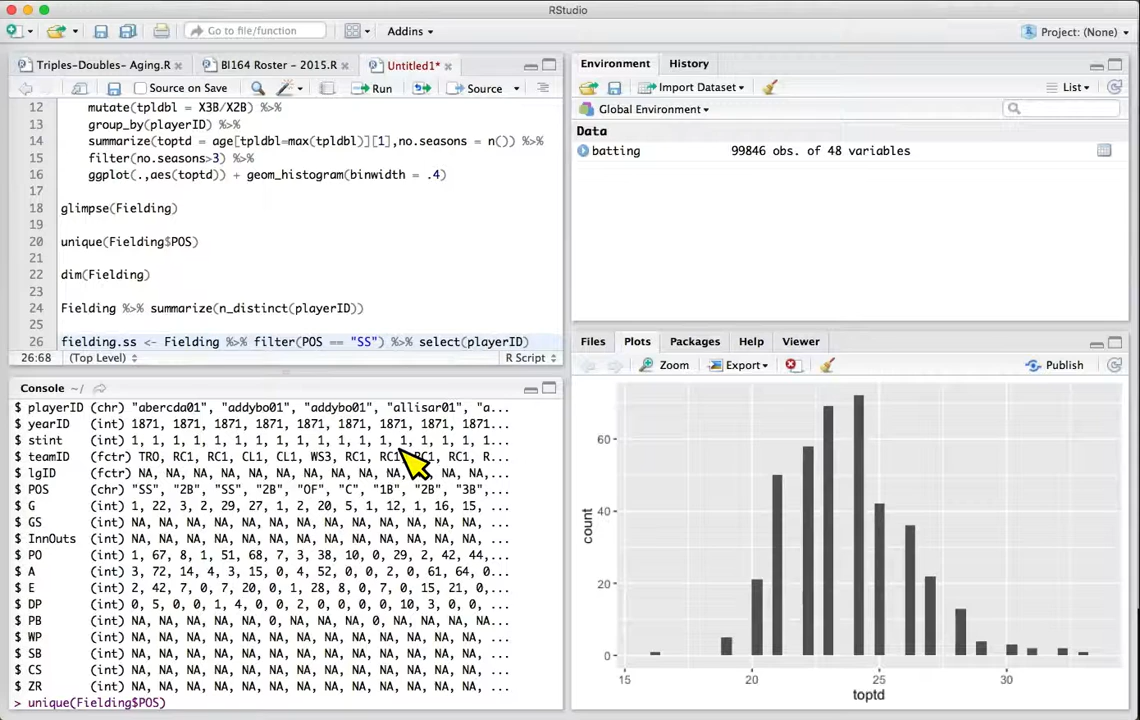 RStudio
Go to file/function
Addins
Project: (None)
Triples-Doubles- Aging.R
BI164 Roster - 2015.R
Untitled1*
Source on Save
Run
Source
12 mutate(tpldbl = X3B/X2B) %>%
13 group_by(playerID) %>%
14 summarize(toptd = age[tpldbl=max(tpldbl)][1],no.seasons = n()) %>%
15 filter(no.seasons>3) %>%
16 ggplot(.,aes(toptd)) + geom_histogram(binwidth = .4)
17
18 glimpse(Fielding)
19
20 unique(Fielding$POS)
21
22 dim(Fielding)
23
24 Fielding %>% summarize(n_distinct(playerID))
25
26 fielding.ss <- Fielding %>% filter(POS == "SS") %>% select(playerID)
26:68 (Top Level) R Script
Console ~/
$ playerID (chr) "abercda01", "addybo01", "addybo01", "allisar01", "a...
$ yearID (int) 1871, 1871, 1871, 1871, 1871, 1871, 1871, 1871, 1871...
$ stint (int) 1, 1, 1, 1, 1, 1, 1, 1, 1, 1, 1, 1, 1, 1, 1, 1, 1, 1...
$ teamID (fctr) TRO, RC1, RC1, CL1, CL1, WS3, RC1, RC1, RC1, RC1, R...
$ lgID (fctr) NA, NA, NA, NA, NA, NA, NA, NA, NA, NA, NA, NA, NA, ...
$ POS (chr) "SS", "2B", "SS", "2B", "OF", "C", "1B", "2B", "3B",...
$ G (int) 1, 22, 3, 2, 29, 27, 1, 2, 20, 5, 1, 12, 1, 16, 15, ...
$ GS (int) NA, NA, NA, NA, NA, NA, NA, NA, NA, NA, NA, NA, NA, ...
$ InnOuts (int) NA, NA, NA, NA, NA, NA, NA, NA, NA, NA, NA, NA, NA, ...
$ PO (int) 1, 67, 8, 1, 51, 68, 7, 3, 38, 10, 0, 29, 2, 42, 44,...
$ A (int) 3, 72, 14, 4, 3, 15, 0, 4, 52, 0, 0, 2, 0, 61, 64, 0...
$ E (int) 2, 42, 7, 0, 7, 20, 0, 1, 28, 8, 0, 7, 0, 15, 21, 0,...
$ DP (int) 0, 5, 0, 0, 1, 4, 0, 0, 2, 0, 0, 0, 0, 10, 3, 0, 0, ...
$ PB (int) NA, NA, NA, NA, NA, 0, NA, NA, NA, NA, 0, NA, NA, NA...
$ WP (int) NA, NA, NA, NA, NA, NA, NA, NA, NA, NA, NA, NA, NA, ...
$ SB (int) NA, NA, NA, NA, NA, NA, NA, NA, NA, NA, NA, NA, NA, ...
$ CS (int) NA, NA, NA, NA, NA, NA, NA, NA, NA, NA, NA, NA, NA, ...
$ ZR (int) NA, NA, NA, NA, NA, NA, NA, NA, NA, NA, NA, NA, NA, ...
> unique(Fielding$POS)
Environment History
Import Dataset List
Global Environment
Data
batting 99846 obs. of 48 variables
Files Plots Packages Help Viewer
Zoom Export Publish
60
40
20
0
count
15 20 25 30
toptd